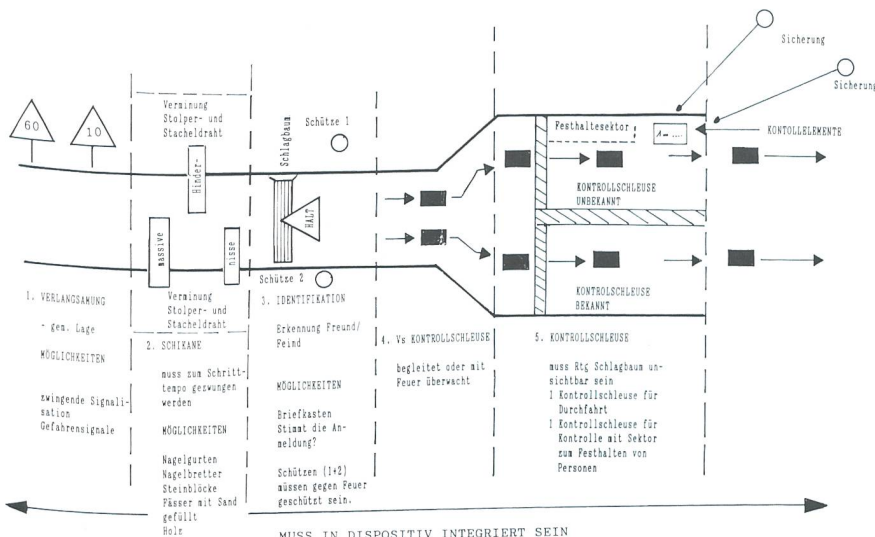 Sicherung
Sicherung
Verminung
Stolper- und
Stacheldraht
60
10
Hinder-
massive
nisse
Schlagbaum
HALT
Schütze 1
Schütze 2
Festhaltesektor
KONTOLLELEMENTE
KONTROLLSCHLEUSE
UNBEKANNT
KONTROLLSCHLEUSE
BEKANNT
Verminung
Stolper- und
Stacheldraht
1. VERLANGSAMUNG
- gem. Lage
MÖGLICHKEITEN
zwingende Signali-
sation
Gefahrensignale
2. SCHIKANE
muss zum Schritt-
tempo gezwungen
werden
MÖGLICHKEITEN
Nagelgurten
Nagelbretter
Steinblöcke
Fässer mit Sand
gefüllt
Holz
3. IDENTIFIKATION
Erkennung Freund/
Feind
MÖGLICHKEITEN
Briefkasten
Stimmt die An-
meldung?
Schützen (1+2)
müssen gegen Feuer
geschützt sein.
4. Vs KONTROLLSCHLEUSE
begleitet oder mit
Feuer überwacht
5. KONTROLLSCHLEUSE
muss Rtg Schlagbaum un-
sichtbar sein
1 Kontrollschleuse für
Durchfahrt
1 Kontrollschleuse für
Kontrolle mit Sektor
zum Festhalten von
Personen
MUSS IN DISPOSITIV INTEGRIERT SEIN